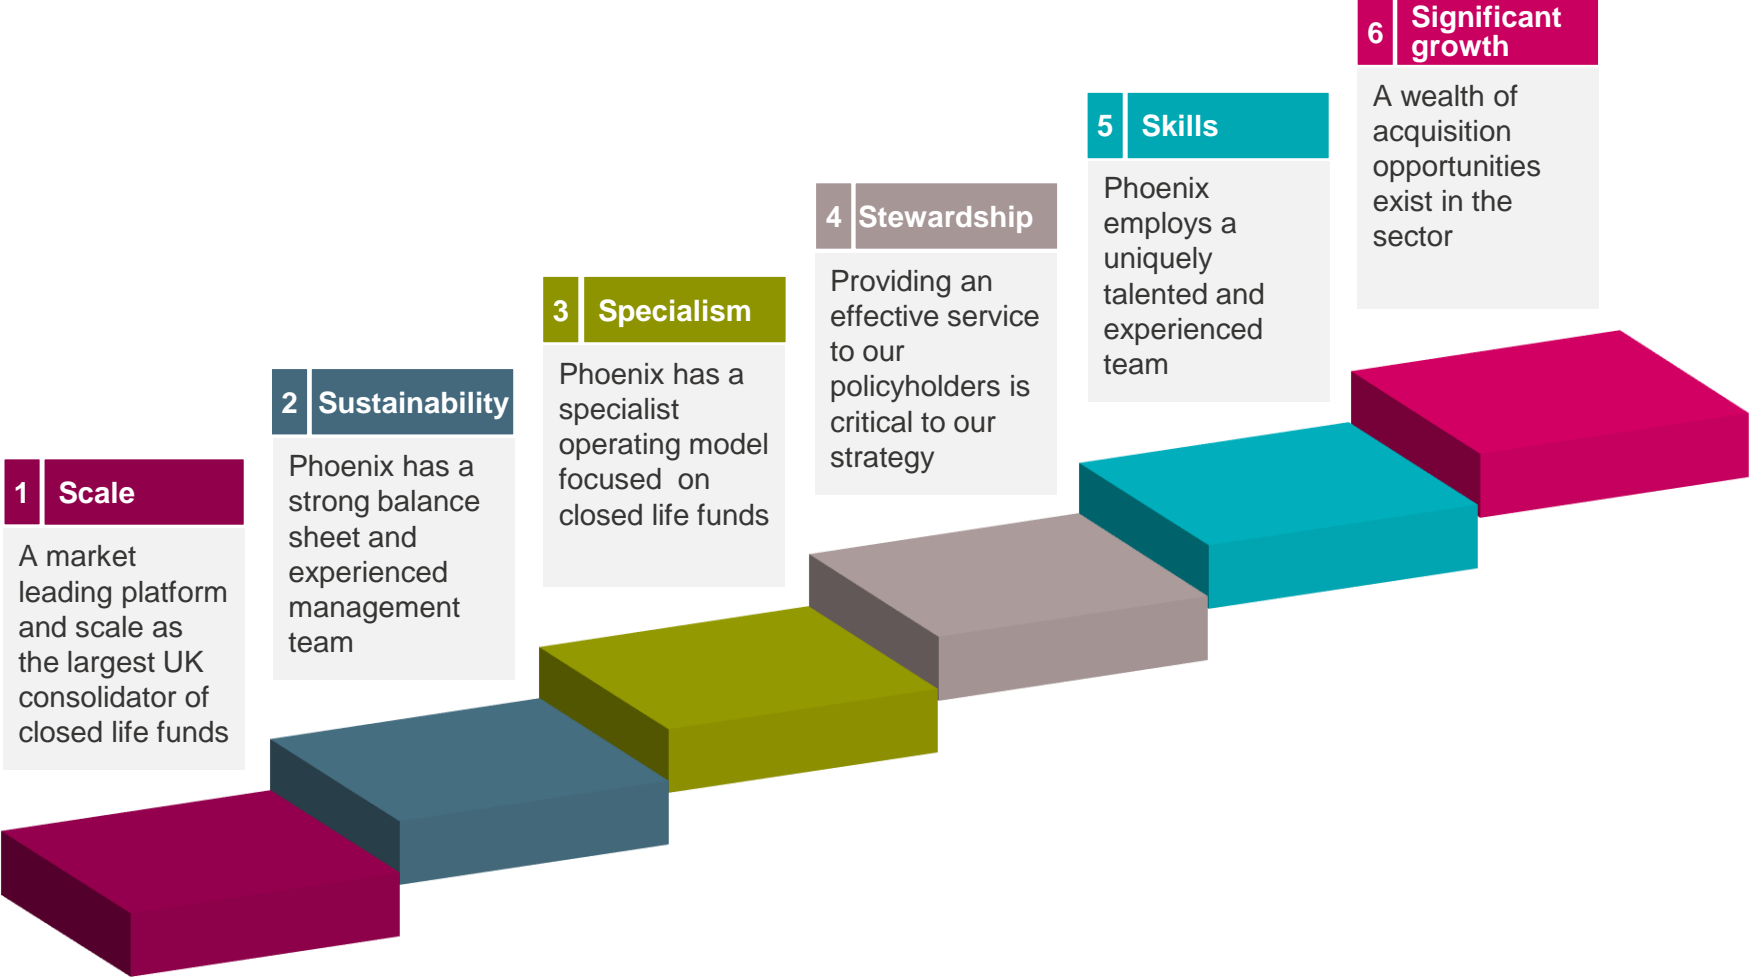 1 Scale
A market
leading platform
and scale as
the largest UK
consolidator of
closed life funds
2 Sustainability
Phoenix has a
strong balance
sheet and
experienced
management
team
3 Specialism
Phoenix has a
specialist
operating model
focused on
closed life funds
4 Stewardship
Providing an
effective service
to our
policyholders is
critical to our
strategy
5 Skills
Phoenix
employs a
uniquely
talented and
experienced
team
6 Significant
growth
A wealth of
acquisition
opportunities
exist in the
sector